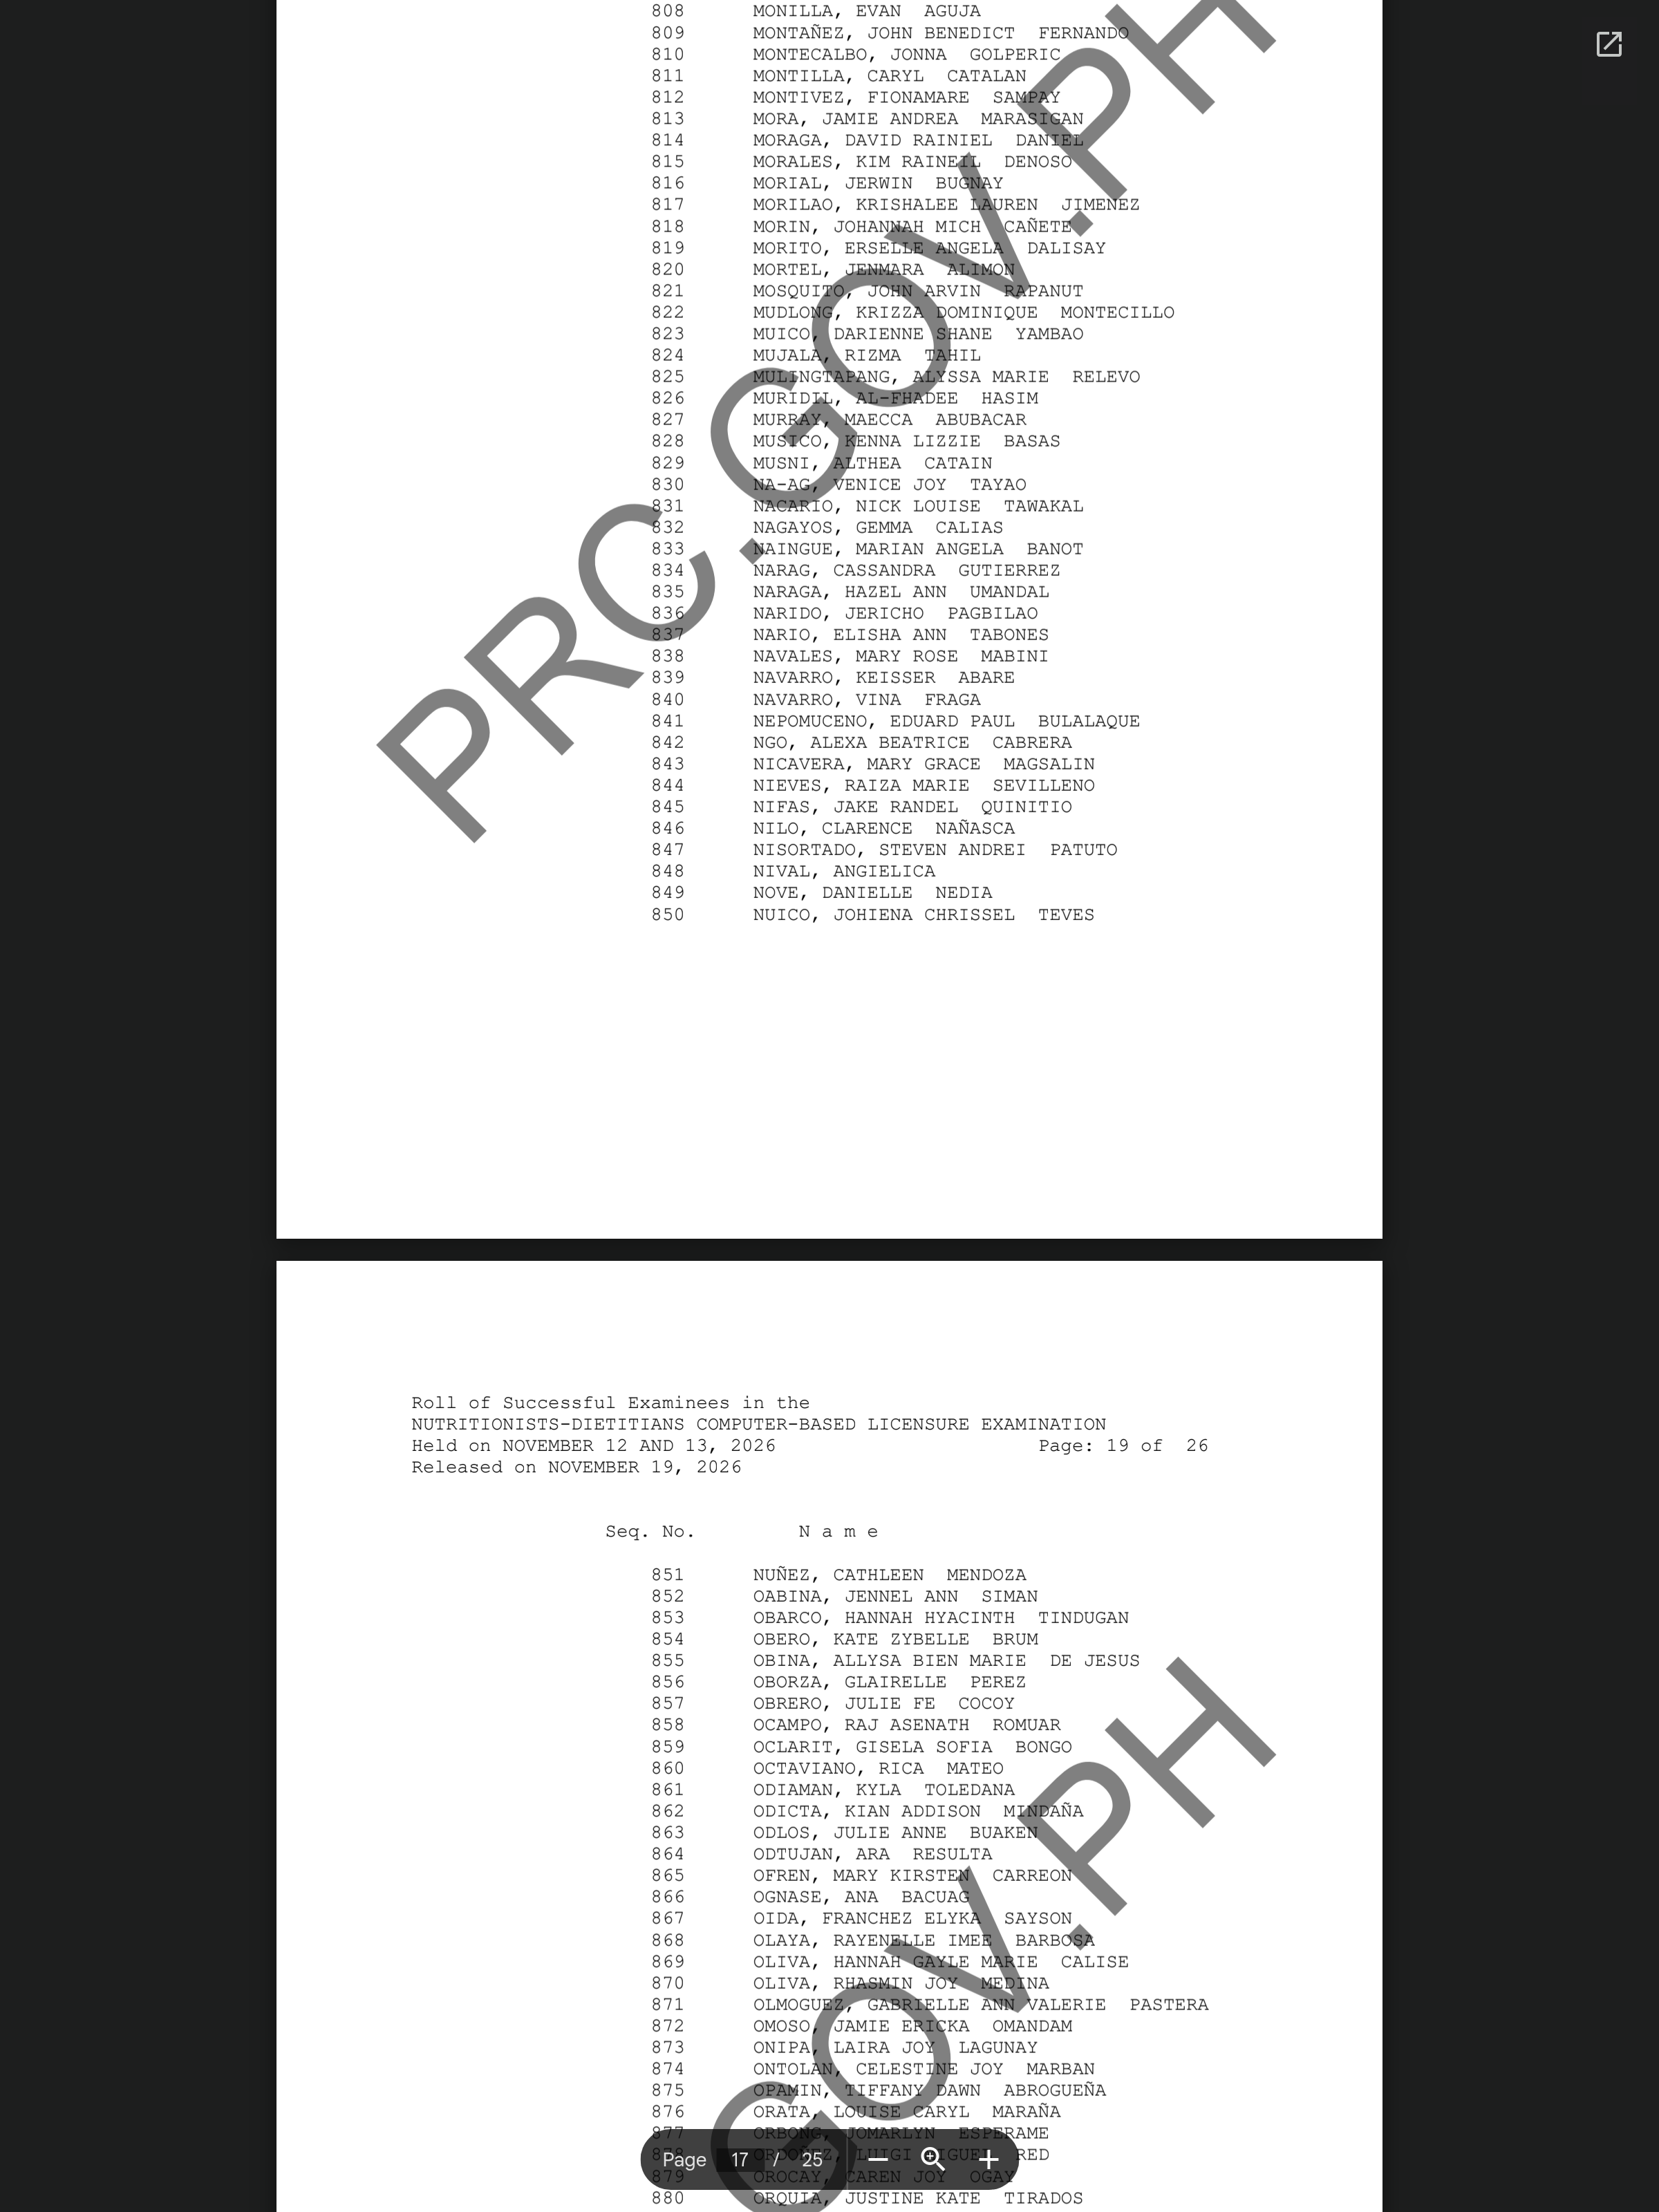 808 MONILLA, EVAN AGUJA
809 MONTAÑEZ, JOHN BENEDICT FERNANDO
810 MONTECALBO, JONNA GOLPERIC
811 MONTILLA, CARYL CATALAN
812 MONTIVEZ, FIONAMARE SAMPAY
813 MORA, JAMIE ANDREA MARASIGAN
814 MORAGA, DAVID RAINIEL DANIEL
815 MORALES, KIM RAINEIL DENOSO
816 MORIAL, JERWIN BUGNAY
817 MORILAO, KRISHALEE LAUREN JIMENEZ
818 MORIN, JOHANNAH MICH CAÑETE
819 MORITO, ERSELLE ANGELA DALISAY
820 MORTEL, JENMARA ALIMON
821 MOSQUITO, JOHN ARVIN RAPANUT
822 MUDLONG, KRIZZA DOMINIQUE MONTECILLO
823 MUICO, DARIENNE SHANE YAMBAO
824 MUJALA, RIZMA TAHIL
825 MULINGTAPANG, ALYSSA MARIE RELEVO
826 MURIDIL, AL-FHADEE HASIM
827 MURRAY, MAECCA ABUBACAR
828 MUSICO, KENNA LIZZIE BASAS
829 MUSNI, ALTHEA CATAIN
830 NA-AG, VENICE JOY TAYAO
831 NACARIO, NICK LOUISE TAWAKAL
832 NAGAYOS, GEMMA CALIAS
833 NAINGUE, MARIAN ANGELA BANOT
834 NARAG, CASSANDRA GUTIERREZ
835 NARAGA, HAZEL ANN UMANDAL
836 NARIDO, JERICHO PAGBILAO
837 NARIO, ELISHA ANN TABONES
838 NAVALES, MARY ROSE MABINI
839 NAVARRO, KEISSER ABARE
840 NAVARRO, VINA FRAGA
841 NEPOMUCENO, EDUARD PAUL BULALAQUE
842 NGO, ALEXA BEATRICE CABRERA
843 NICAVERA, MARY GRACE MAGSALIN
844 NIEVES, RAIZA MARIE SEVILLENO
845 NIFAS, JAKE RANDEL QUINITIO
846 NILO, CLARENCE NAÑASCA
847 NISORTADO, STEVEN ANDREI PATUTO
848 NIVAL, ANGIELICA
849 NOVE, DANIELLE NEDIA
850 NUICO, JOHIENA CHRISSEL TEVES
PRC.GOV.PH
Roll of Successful Examinees in the
NUTRITIONISTS-DIETITIANS COMPUTER-BASED LICENSURE EXAMINATION
Held on NOVEMBER 12 AND 13, 2026 Page: 19 of 26
Released on NOVEMBER 19, 2026
Seq. No. N a m e
851 NUÑEZ, CATHLEEN MENDOZA
852 OABINA, JENNEL ANN SIMAN
853 OBARCO, HANNAH HYACINTH TINDUGAN
854 OBERO, KATE ZYBELLE BRUM
855 OBINA, ALLYSA BIEN MARIE DE JESUS
856 OBORZA, GLAIRELLE PEREZ
857 OBRERO, JULIE FE COCOY
858 OCAMPO, RAJ ASENATH ROMUAR
859 OCLARIT, GISELA SOFIA BONGO
860 OCTAVIANO, RICA MATEO
861 ODIAMAN, KYLA TOLEDANA
862 ODICTA, KIAN ADDISON MINDAÑA
863 ODLOS, JULIE ANNE BUAKEN
864 ODTUJAN, ARA RESULTA
865 OFREN, MARY KIRSTEN CARREON
866 OGNASE, ANA BACUAG
867 OIDA, FRANCHEZ ELYKA SAYSON
868 OLAYA, RAYENELLE IMEE BARBOSA
869 OLIVA, HANNAH GAYLE MARIE CALISE
870 OLIVA, RHASMIN JOY MEDINA
871 OLMOGUEZ, GABRIELLE ANN VALERIE PASTERA
872 OMOSO, JAMIE ERICKA OMANDAM
873 ONIPA, LAIRA JOY LAGUNAY
874 ONTOLAN, CELESTINE JOY MARBAN
875 OPAMIN, TIFFANY DAWN ABROGUEÑA
876 ORATA, LOUISE CARYL MARAÑA
877 ORBONG, JOMARLYN ESPERAME
878 ORDOÑEZ, LUIGI MIGUEL RED
879 OROCAY, CAREN JOY OGAY
880 ORQUIA, JUSTINE KATE TIRADOS
GOV.PH
Page 17 / 25